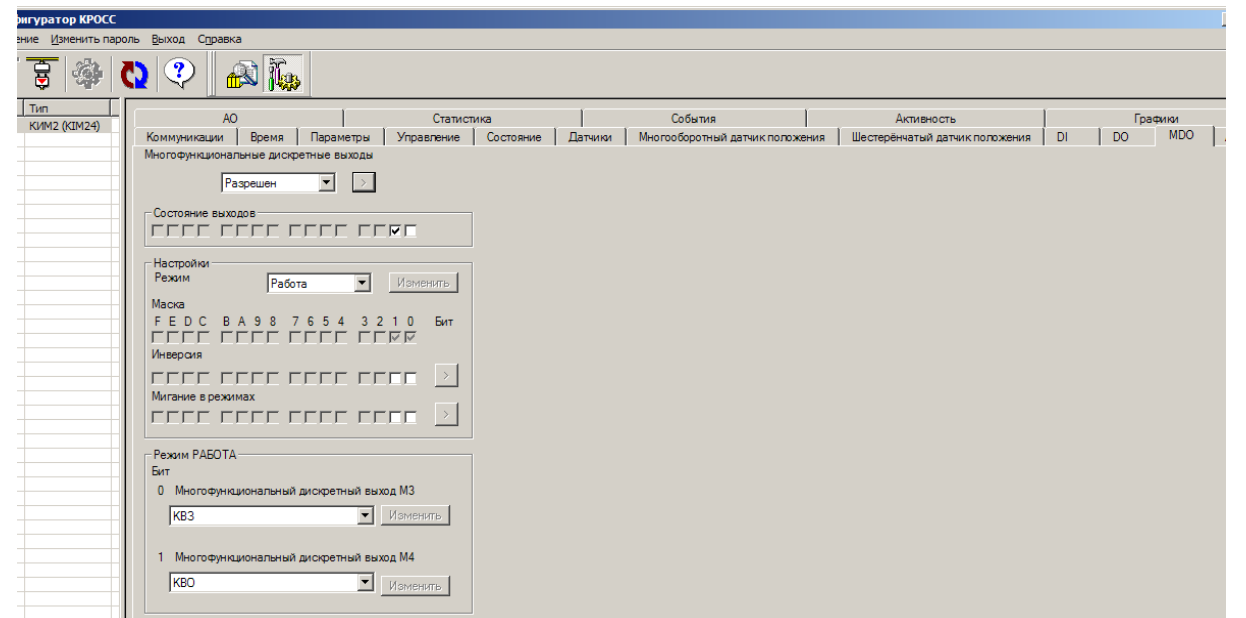 фигуратор КРОСС
ение Изменить пароль Выход Справка
Тип
КИМ2 (KIM24)
AO Статистика События Активность Графики
Коммуникации Время Параметры Управление Состояние Датчики Многооборотный датчик положения Шестерёнчатый датчик положения DI DO MDO
Многофункциональные дискретные выходы
Разрешен >
Состояние выходов
Настройки
Режим Работа Изменить
Маска
F E D C B A 9 8 7 6 5 4 3 2 1 0 Бит
Инверсия
>
Мигание в режимах
>
Режим РАБОТА
Бит
0 Многофункциональный дискретный выход М3
КВЗ Изменить
1 Многофункциональный дискретный выход М4
КВО Изменить